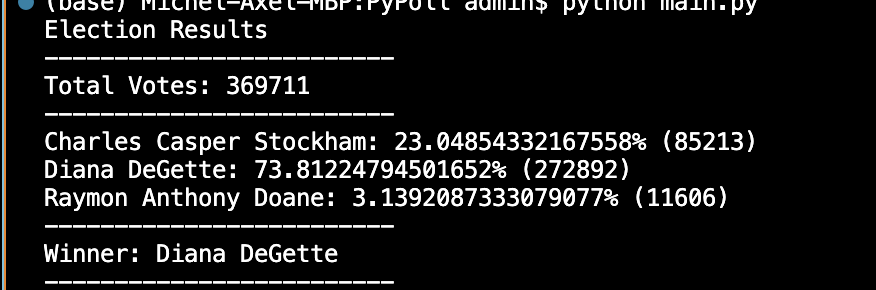 (base) Michel-Axel-MBP:PyPoll admin$ python main.py
Election Results
-------------------------
Total Votes: 369711
-------------------------
Charles Casper Stockham: 23.04854332167558% (85213)
Diana DeGette: 73.81224794501652% (272892)
Raymon Anthony Doane: 3.1392087333079077% (11606)
-------------------------
Winner: Diana DeGette
-------------------------